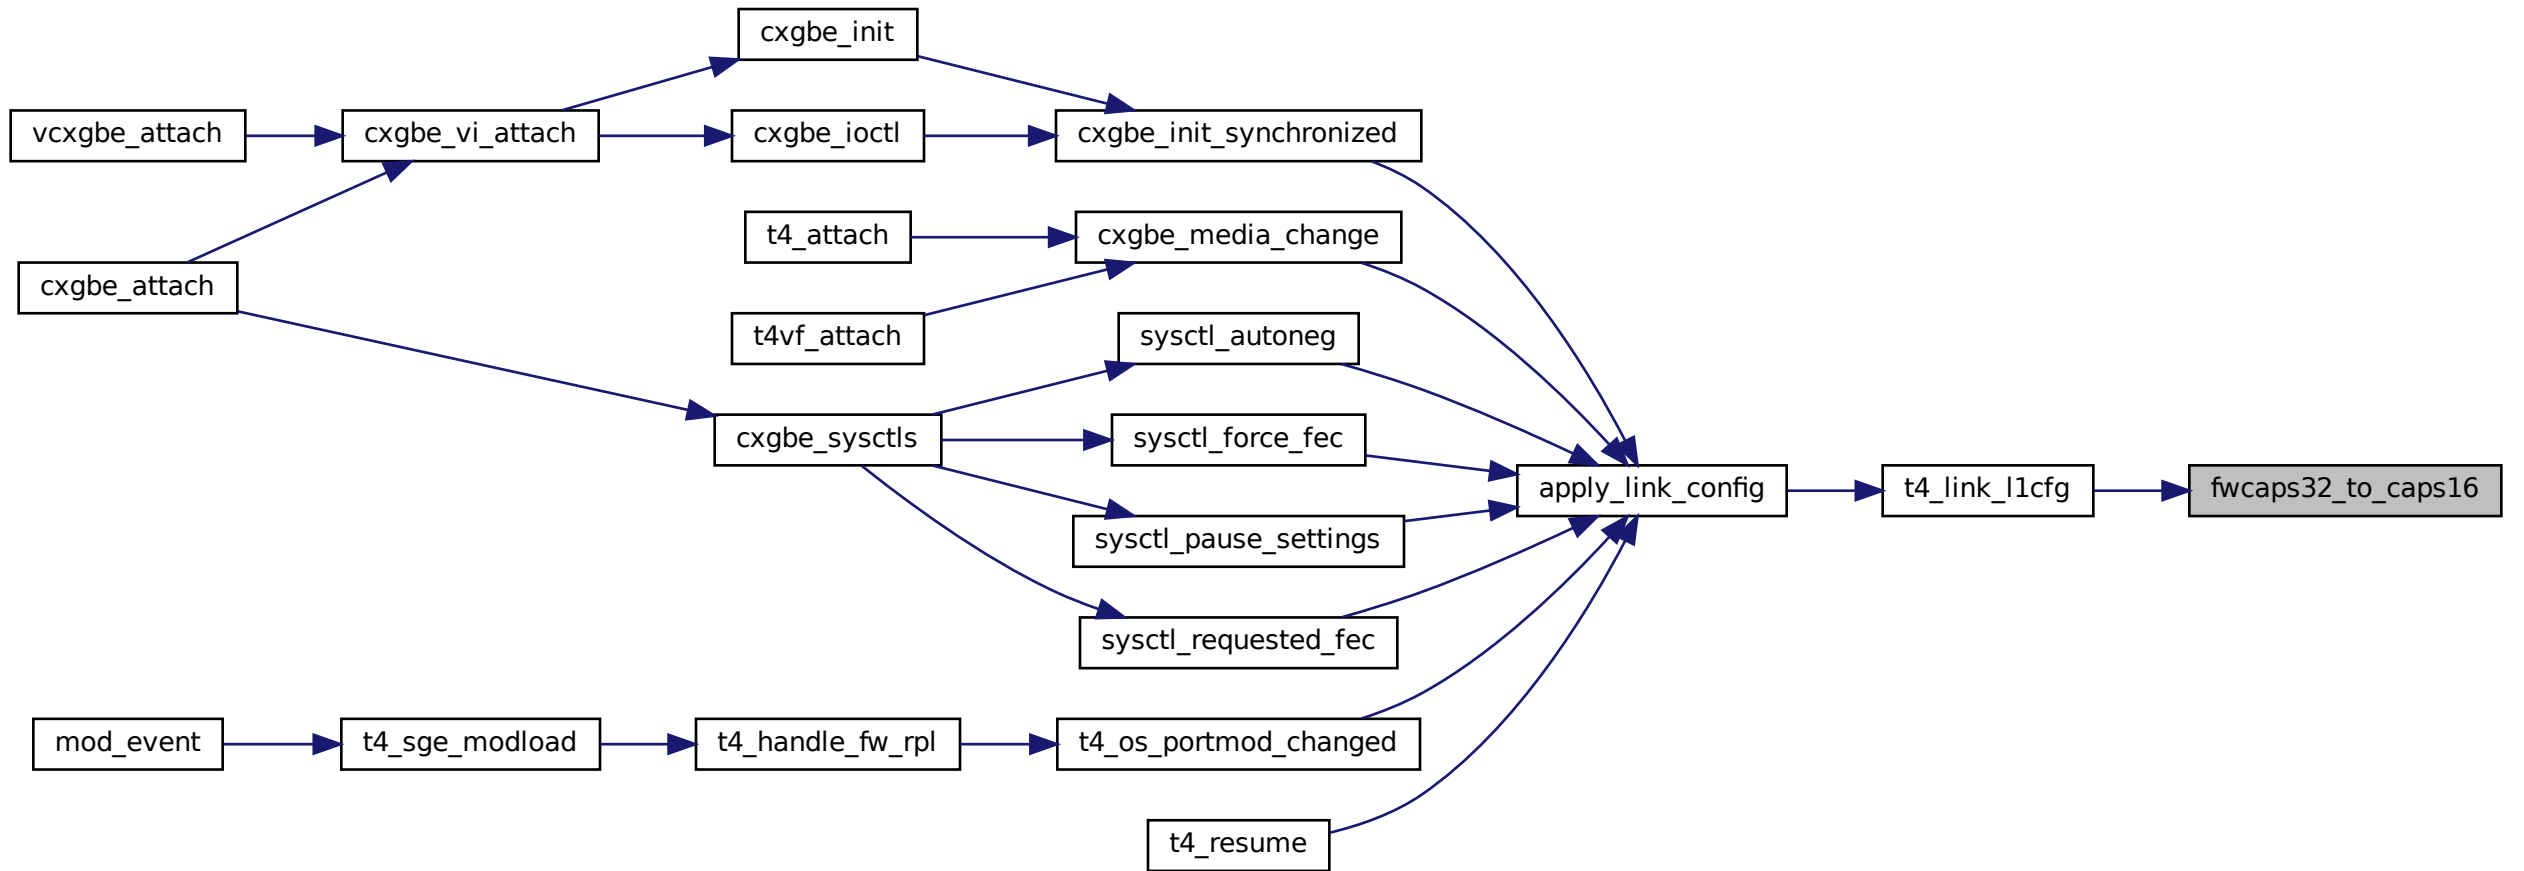 cxgbe_init
vcxgbe_attach
cxgbe_vi_attach
cxgbe_ioctl
cxgbe_init_synchronized
t4_attach
cxgbe_media_change
cxgbe_attach
t4vf_attach
sysctl_autoneg
cxgbe_sysctls
sysctl_force_fec
apply_link_config
t4_link_l1cfg
fwcaps32_to_caps16
sysctl_pause_settings
sysctl_requested_fec
mod_event
t4_sge_modload
t4_handle_fw_rpl
t4_os_portmod_changed
t4_resume